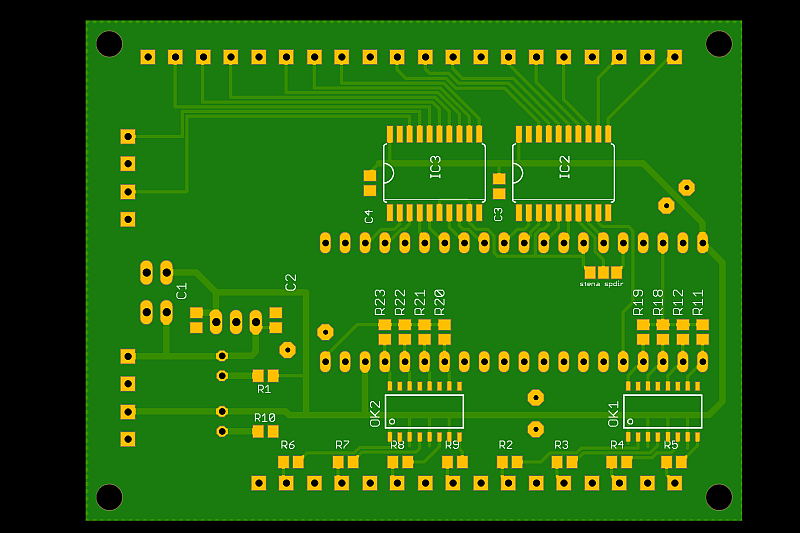 IC3
IC2
C4
C3
stena spdir
C1
C2
R23
R22
R21
R20
R19
R18
R12
R11
R1
R10
OK2
OK1
R6
R7
R8
R9
R2
R3
R4
R5